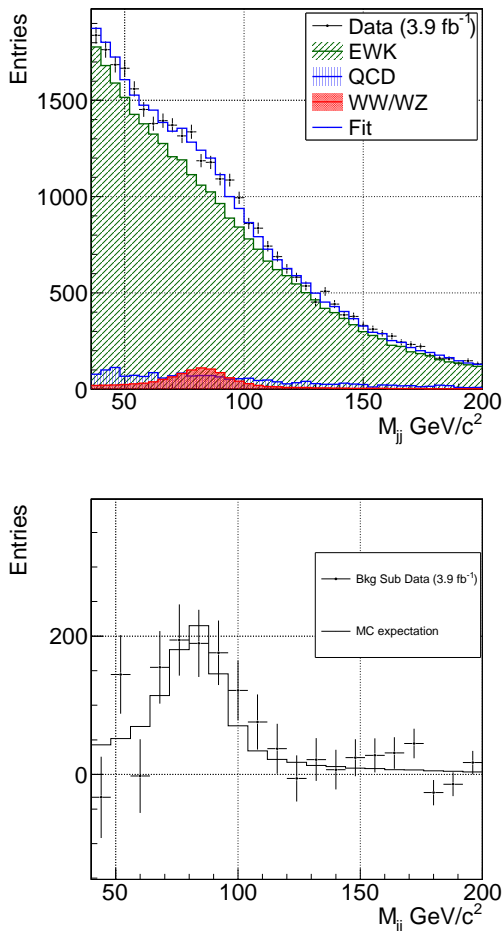 Entries
1500
1000
500
0
50
100
150
200
M_jj GeV/c²
Data (3.9 fb⁻¹)
EWK
QCD
WW/WZ
Fit
Entries
200
0
50
100
150
200
M_jj GeV/c²
Bkg Sub Data (3.9 fb⁻¹)
MC expectation